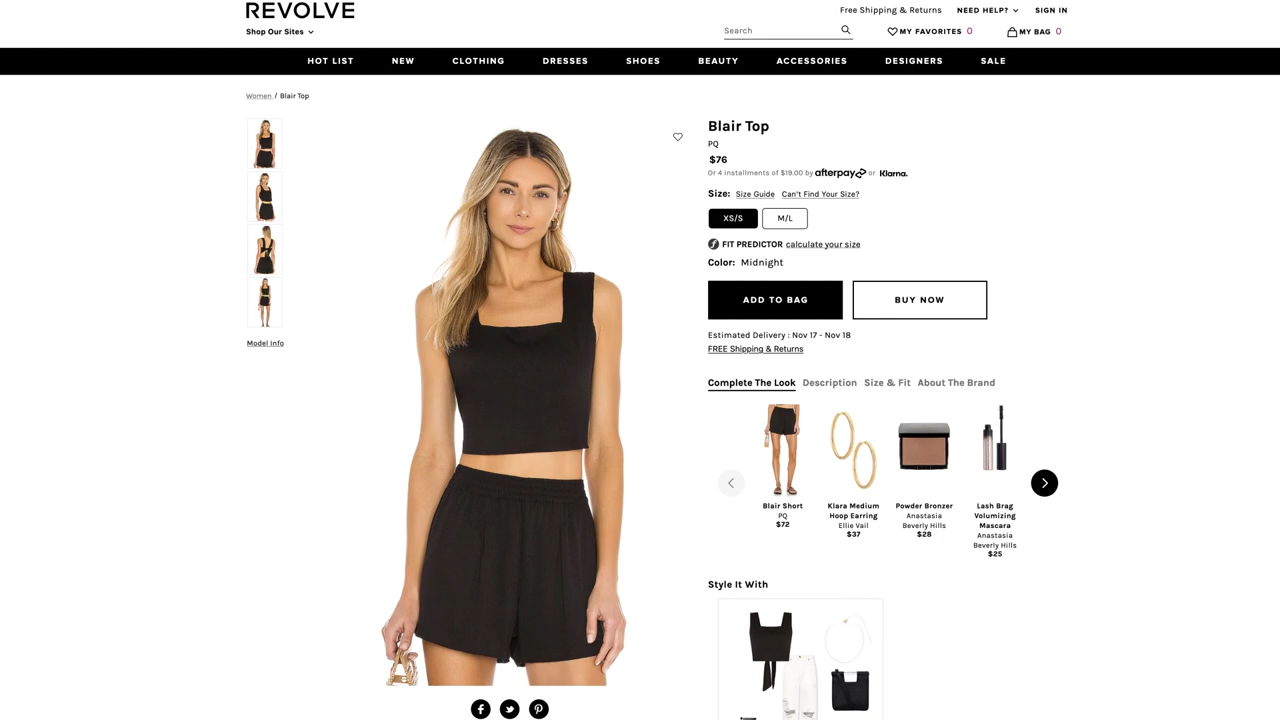 REVOLVE
Free Shipping & Returns
NEED HELP?
SIGN IN
Shop Our Sites
Search
MY FAVORITES 0
MY BAG 0
HOT LIST
NEW
CLOTHING
DRESSES
SHOES
BEAUTY
ACCESSORIES
DESIGNERS
SALE
Women / Blair Top
Model Info
Blair Top
PQ
$76
Or 4 installments of $19.00 by afterpay or Klarna.
Size: Size Guide Can't Find Your Size?
XS/S
M/L
FIT PREDICTOR calculate your size
Color: Midnight
ADD TO BAG
BUY NOW
Estimated Delivery : Nov 17 - Nov 18
FREE Shipping & Returns
Complete The Look
Description
Size & Fit
About The Brand
Blair Short
PQ
$72
Klara Medium
Hoop Earring
Ellie Vail
$37
Powder Bronzer
Anastasia
Beverly Hills
$28
Lash Brag
Volumizing
Mascara
Anastasia
Beverly Hills
$25
Style It With